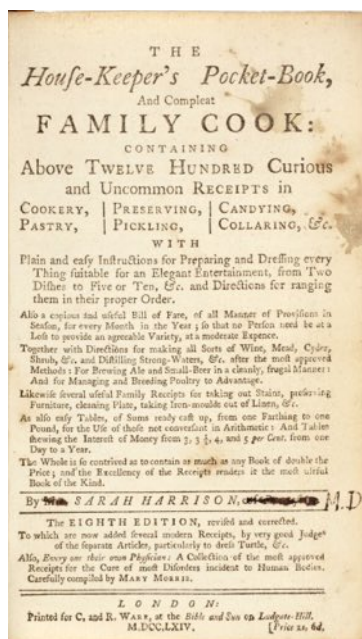 THE
House-Keeper's Pocket-Book,
And Compleat
FAMILY COOK:
CONTAINING
Above TWELVE HUNDRED Curious
and Uncommon RECEIPTS in
COOKERY, | PRESERVING, | CANDYING,
PASTRY, | PICKLING, | COLLARING, &c.
WITH
Plain and easy Instructions for Preparing and Dressing every
Thing suitable for an Elegant Entertainment, from Two
Dishes to Five or Ten, &c. and Directions for ranging
them in their proper Order.
Also a copious and useful Bill of Fare, of all Manner of Provisions in
Season, for every Month in the Year; so that no Person need be at a
Loss to provide an agreeable Variety, at a moderate Expence.
Together with Directions for making all Sorts of Wine, Mead, Cyder,
Shrub, &c. and Distilling Strong-Waters, &c. after the most approved
Methods: For Brewing Ale and Small-Beer in a cleanly, frugal Manner:
And for Managing and Breeding Poultry to Advantage.
Likewise several useful Family Receipts for taking out Stains, preserving
Furniture, cleaning Plate, taking Iron-moulds out of Linen, &c.
As also easy Tables, of Sums ready cast up, from one Farthing to one
Pound, for the Use of those not conversant in Arithmetic: And Tables
shewing the Interest of Money from 3, 3 ½, 4, and 5 per Cent. from one
Day to a Year.
The Whole is so contrived as to contain as much as any Book of double the
Price; and the Excellency of the Receipts renders it the most useful
Book of the Kind.
By SARAH HARRISON, M.D
The EIGHTH EDITION, revised and corrected.
To which are now added several modern Receipts, by very good Judges
of the separate Articles, particularly to dress Turtle, &c.
Also, Every one their own Physician: A Collection of the most approved
Receipts for the Cure of most Disorders incident to Human Bodies.
Carefully compiled by MARY MORRIS.
LONDON:
Printed for C. and R. WARE, at the Bible and Sun on Ludgate-Hill.
M.DCC.LXIV. [Price 2s. 6d.